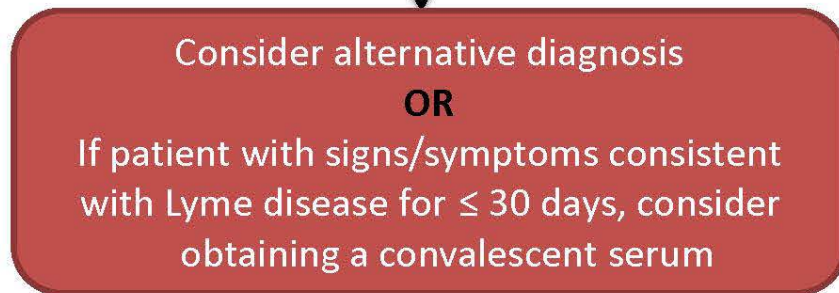 Consider alternative diagnosis
OR
If patient with signs/symptoms consistent
with Lyme disease for ≤ 30 days, consider
obtaining a convalescent serum